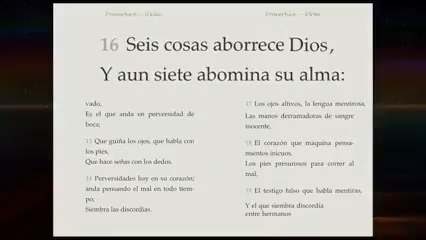 16 Seis cosas aborrece Dios,
Y aun siete abomina su alma:
vado,
Es el que anda en perversidad de
boca;
13 Que guiña los ojos, que habla con
los pies,
Que hace señas con los dedos.
14 Perversidades hay en su corazón;
anda pensando el mal en todo tiem-
po;
Siembra las discordias.
17 Los ojos altivos, la lengua mentirosa,
Las manos derramadoras de sangre
inocente,
18 El corazón que maquina pensa-
mientos inicuos,
Los pies presurosos para correr al
mal,
19 El testigo falso que habla mentiras,
Y el que siembra discordia
entre hermanos